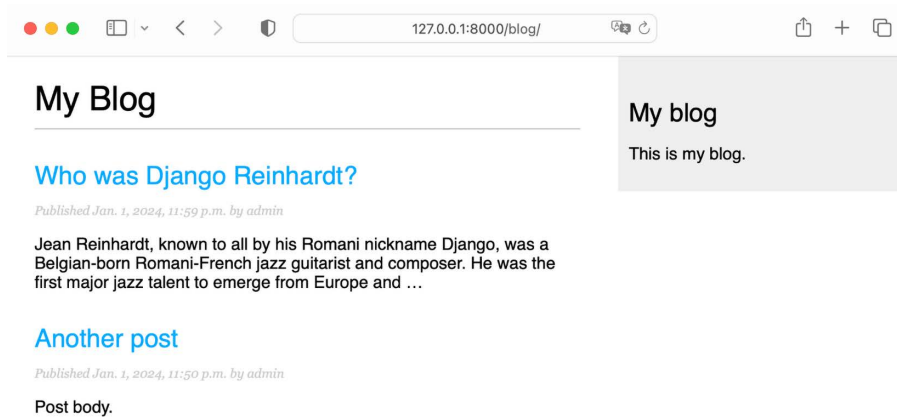 127.0.0.1:8000/blog/
My Blog
Who was Django Reinhardt?
Published Jan. 1, 2024, 11:59 p.m. by admin
Jean Reinhardt, known to all by his Romani nickname Django, was a
Belgian-born Romani-French jazz guitarist and composer. He was the
first major jazz talent to emerge from Europe and …
Another post
Published Jan. 1, 2024, 11:50 p.m. by admin
Post body.
My blog
This is my blog.